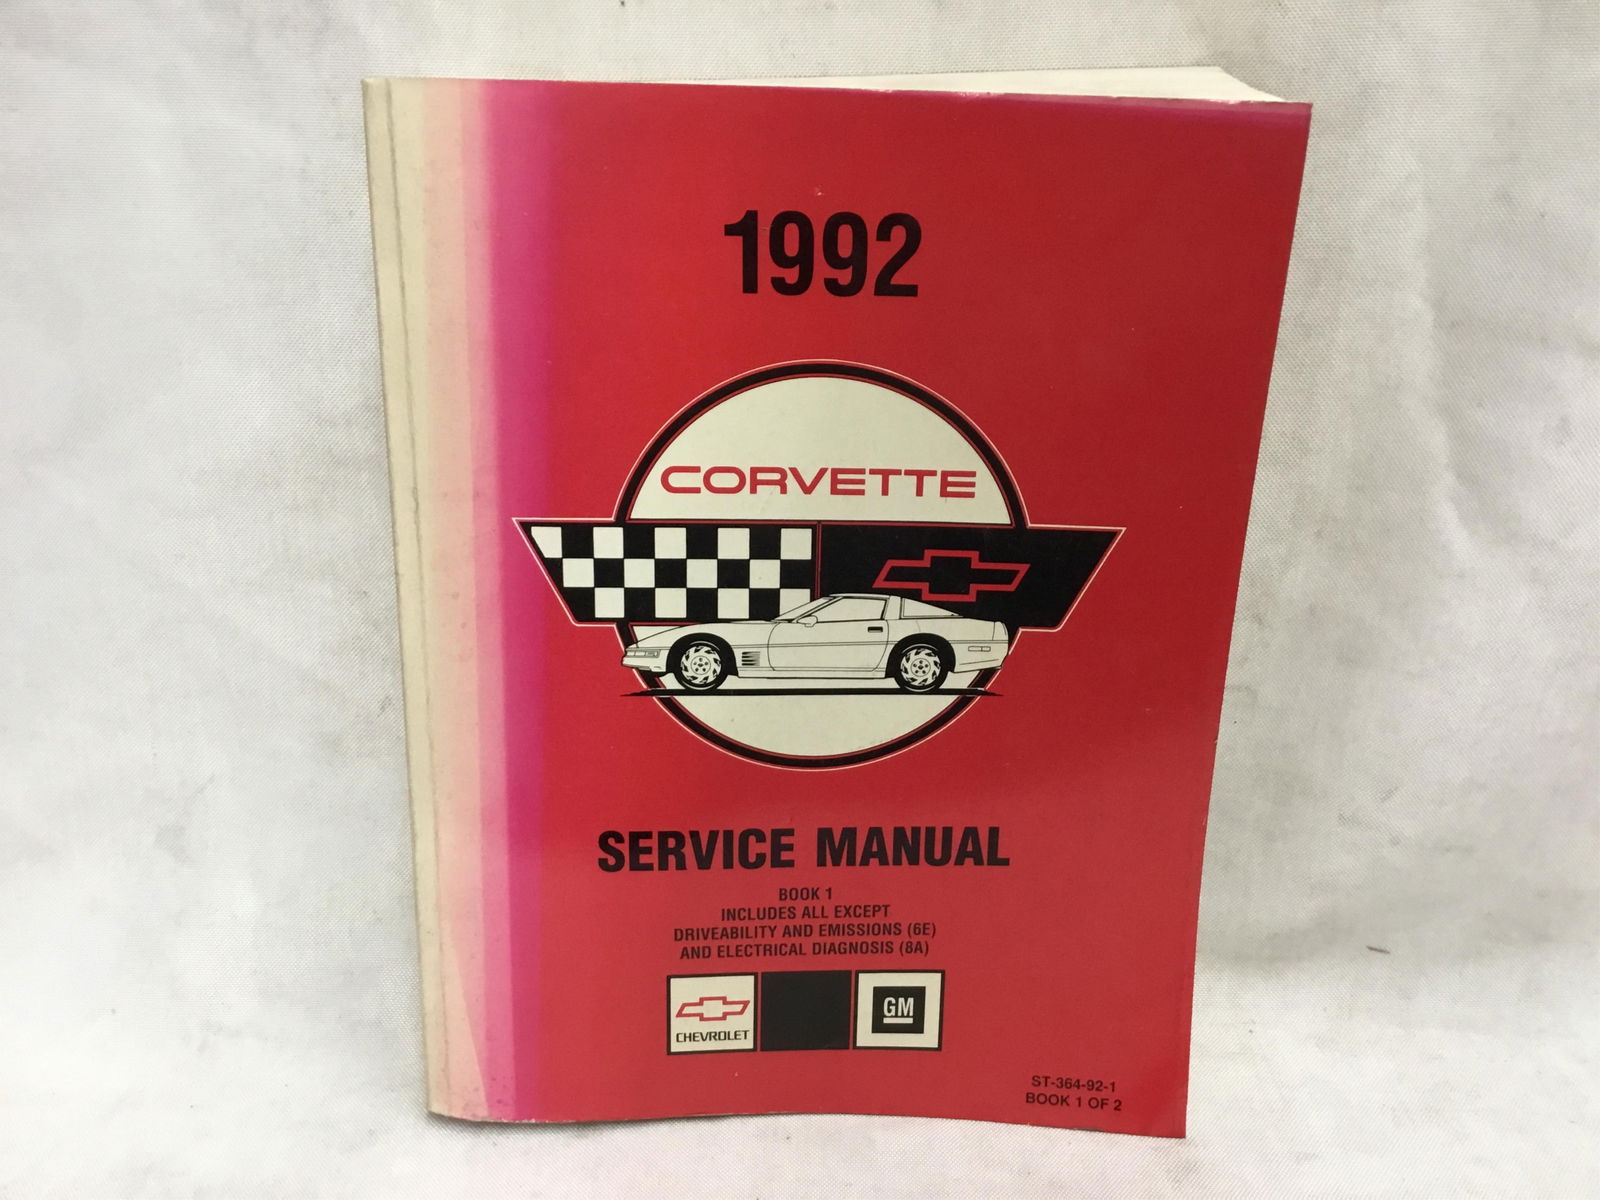 1992
CORVETTE
SERVICE MANUAL
BOOK 1
INCLUDES ALL EXCEPT
DRIVEABILITY AND EMISSIONS (6E)
AND ELECTRICAL DIAGNOSIS (8A)
CHEVROLET
GM
ST-364-92-1
BOOK 1 OF 2